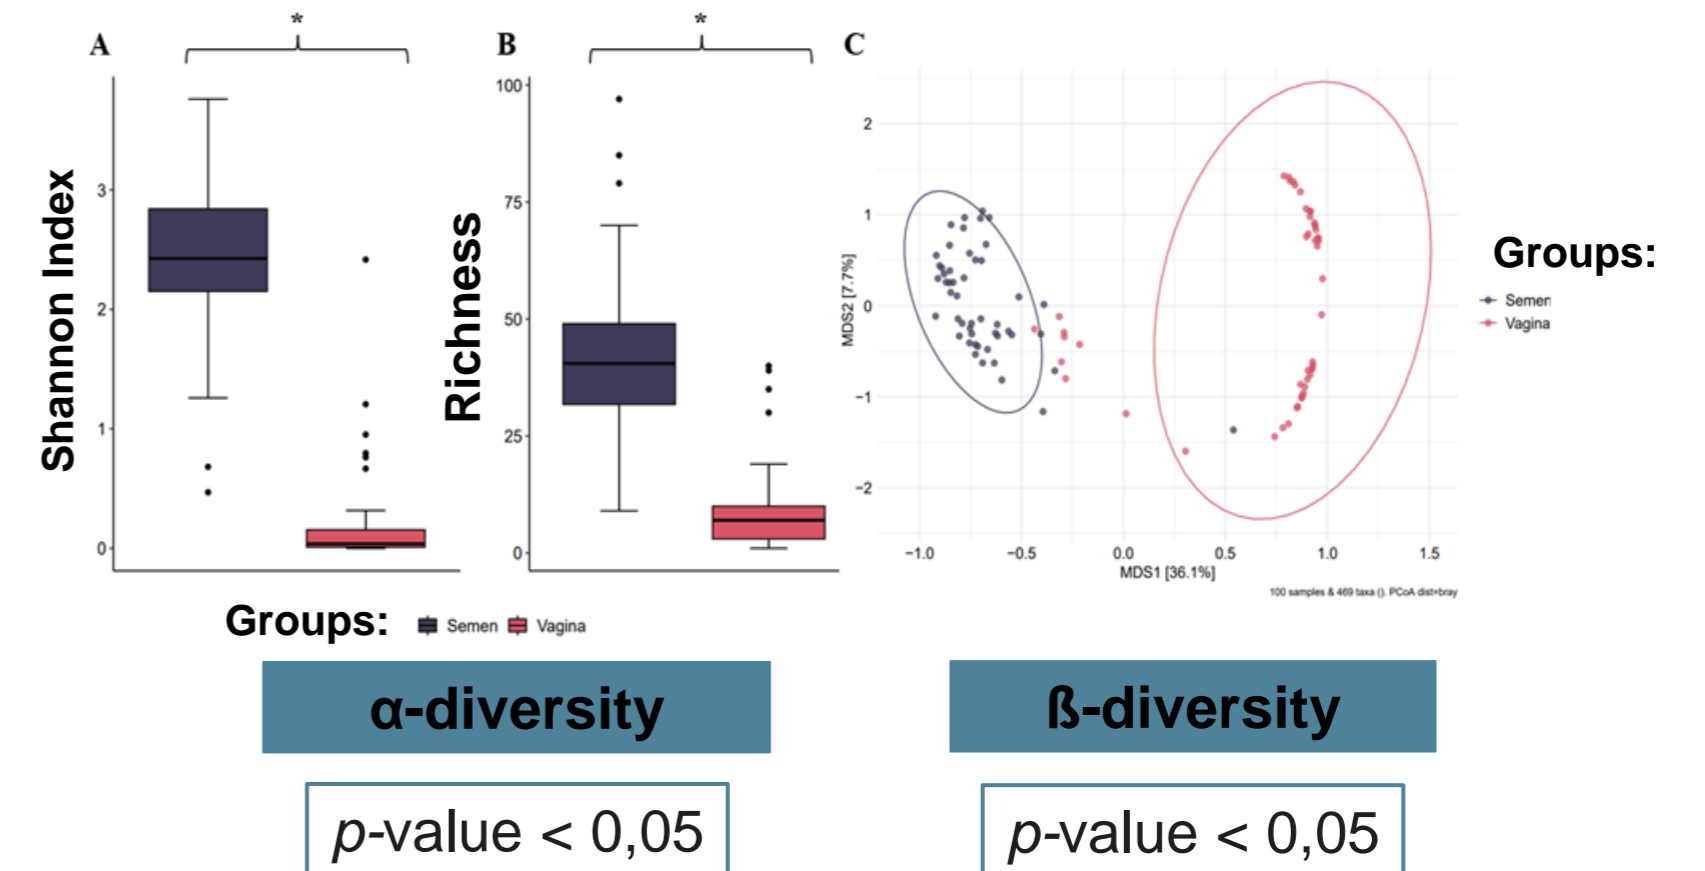 A
*
Shannon Index
3
2
1
0
B
*
Richness
100
75
50
25
0
C
MDS2 [7.7%]
2
1
0
−1
−2
−1.0 −0.5 0.0 0.5 1.0 1.5
MDS1 [36.1%]
100 samples & 469 taxa (). PCoA dist=bray
Groups:
Semen
Vagina
Groups: Semen Vagina
α-diversity
ß-diversity
p-value < 0,05
p-value < 0,05